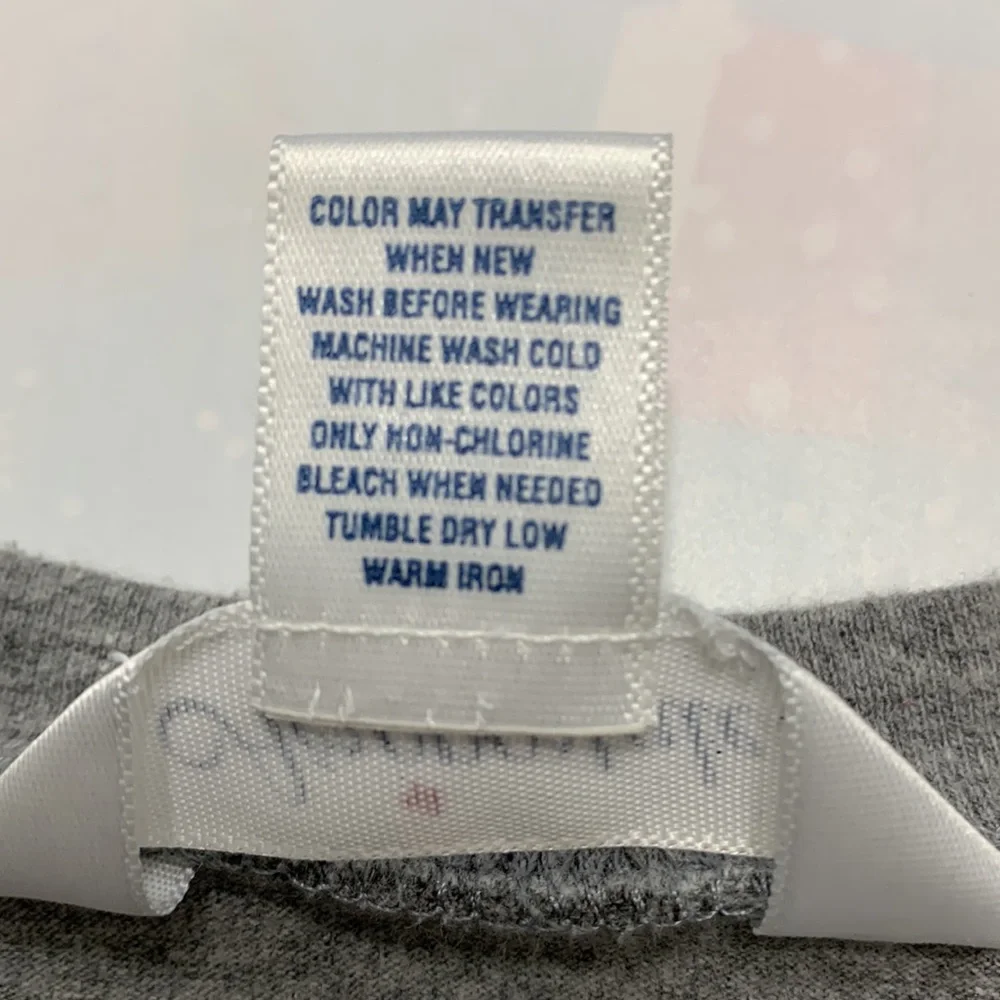 COLOR MAY TRANSFER
WHEN NEW
WASH BEFORE WEARING
MACHINE WASH COLD
WITH LIKE COLORS
ONLY NON-CHLORINE
BLEACH WHEN NEEDED
TUMBLE DRY LOW
WARM IRON